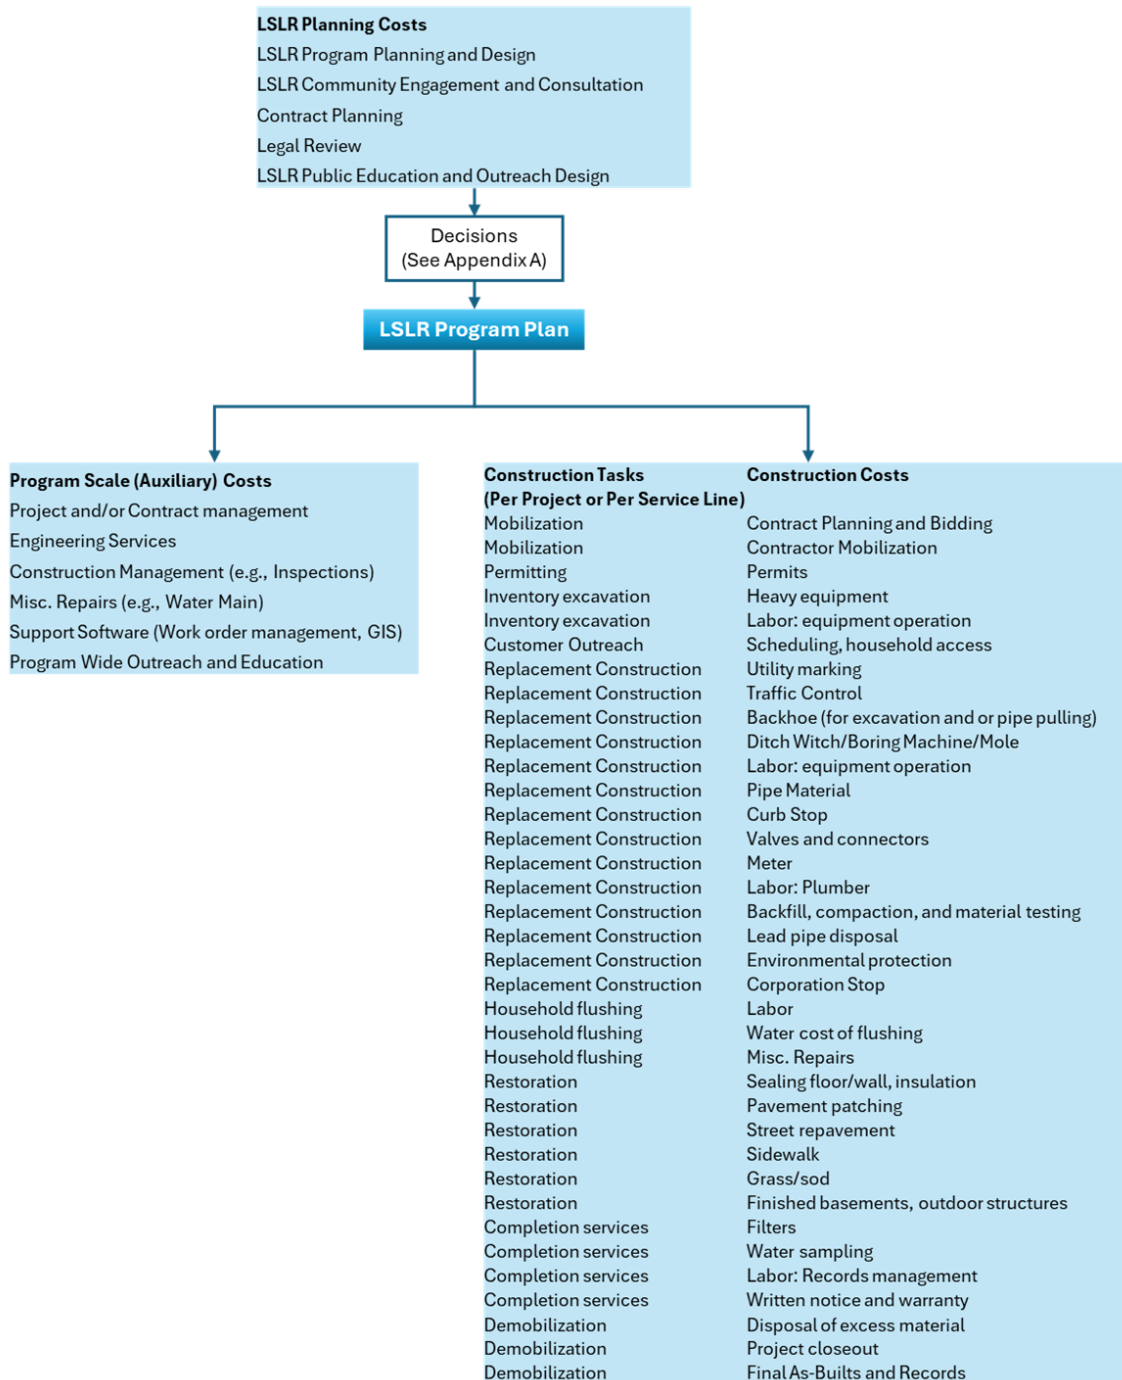 LSLR Planning Costs
LSLR Program Planning and Design
LSLR Community Engagement and Consultation
Contract Planning
Legal Review
LSLR Public Education and Outreach Design
Decisions
(See Appendix A)
LSLR Program Plan
Program Scale (Auxiliary) Costs
Project and/or Contract management
Engineering Services
Construction Management (e.g., Inspections)
Misc. Repairs (e.g., Water Main)
Support Software (Work order management, GIS)
Program Wide Outreach and Education
Construction Tasks Construction Costs
(Per Project or Per Service Line)
Mobilization Contract Planning and Bidding
Mobilization Contractor Mobilization
Permitting Permits
Inventory excavation Heavy equipment
Inventory excavation Labor: equipment operation
Customer Outreach Scheduling, household access
Replacement Construction Utility marking
Replacement Construction Traffic Control
Replacement Construction Backhoe (for excavation and or pipe pulling)
Replacement Construction Ditch Witch/Boring Machine/Mole
Replacement Construction Labor: equipment operation
Replacement Construction Pipe Material
Replacement Construction Curb Stop
Replacement Construction Valves and connectors
Replacement Construction Meter
Replacement Construction Labor: Plumber
Replacement Construction Backfill, compaction, and material testing
Replacement Construction Lead pipe disposal
Replacement Construction Environmental protection
Replacement Construction Corporation Stop
Household flushing Labor
Household flushing Water cost of flushing
Household flushing Misc. Repairs
Restoration Sealing floor/wall, insulation
Restoration Pavement patching
Restoration Street repavement
Restoration Sidewalk
Restoration Grass/sod
Restoration Finished basements, outdoor structures
Completion services Filters
Completion services Water sampling
Completion services Labor: Records management
Completion services Written notice and warranty
Demobilization Disposal of excess material
Demobilization Project closeout
Demobilization Final As-Builts and Records